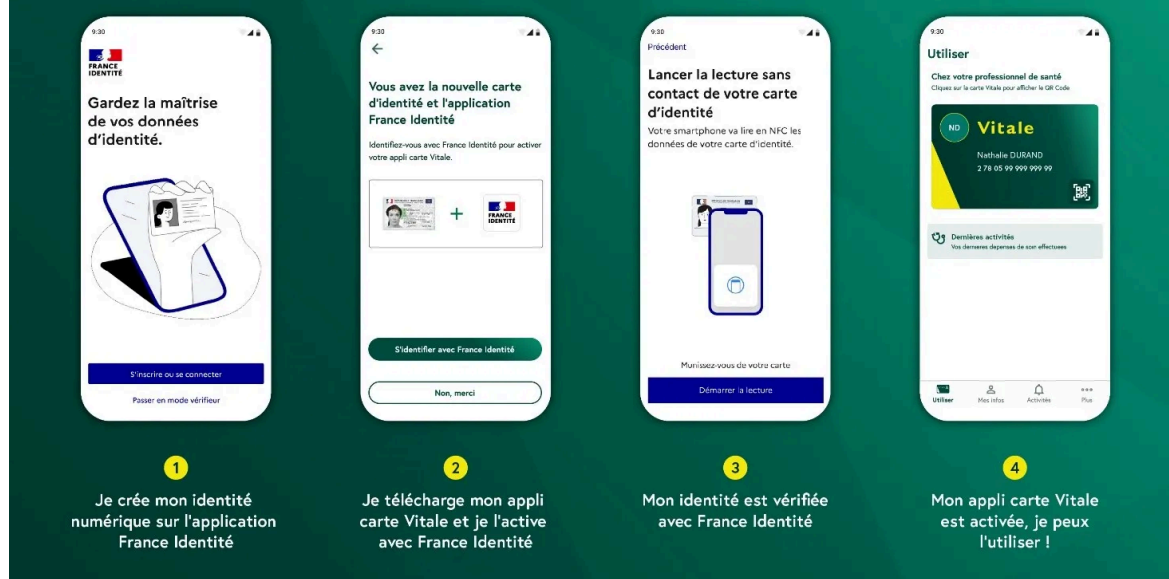 9:30
FRANCE
IDENTITÉ
Gardez la maîtrise
de vos données
d'identité.
S'inscrire ou se connecter
Passer en mode vérifieur
1
Je crée mon identité
numérique sur l'application
France Identité
9:30
Vous avez la nouvelle carte
d'identité et l'application
France Identité
Identifiez-vous avec France Identité pour activer
votre appli carte Vitale.
+
FRANCE
IDENTITÉ
S'identifier avec France Identité
Non, merci
2
Je télécharge mon appli
carte Vitale et je l'active
avec France Identité
9:30
Précédent
Lancer la lecture sans
contact de votre carte
d'identité
Votre smartphone va lire en NFC les
données de votre carte d'identité.
Munissez-vous de votre carte
Démarrer la lecture
3
Mon identité est vérifiée
avec France Identité
9:30
Utiliser
Chez votre professionnel de santé
Cliquez sur la carte Vitale pour afficher le QR Code
ND
Vitale
Nathalie DURAND
2 78 05 99 999 999 99
Dernières activités
Vos dernieres depenses de soin effectuees
Utiliser
Mes infos
Activités
Plus
4
Mon appli carte Vitale
est activée, je peux
l'utiliser !